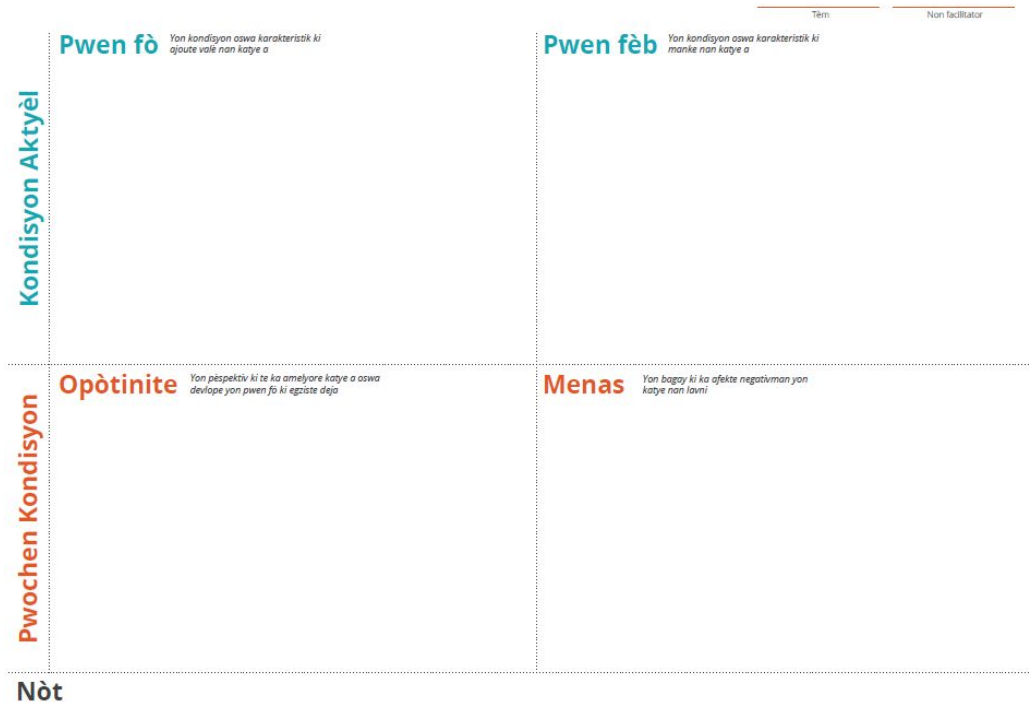 Tèm
Non facilitator
Pwen fò
Yon kondisyon oswa karakteristik ki
ajoute valè nan katye a
Pwen fèb
Yon kondisyon oswa karakteristik ki
manke nan katye a
Kondisyon Aktyèl
Opòtinite
Yon pèspektiv ki te ka amelyore katye a oswa
devlope yon pwen fò ki egziste deja
Menas
Yon bagay ki ka afekte negativman yon
katye nan lavni
Pwochen Kondisyon
Nòt